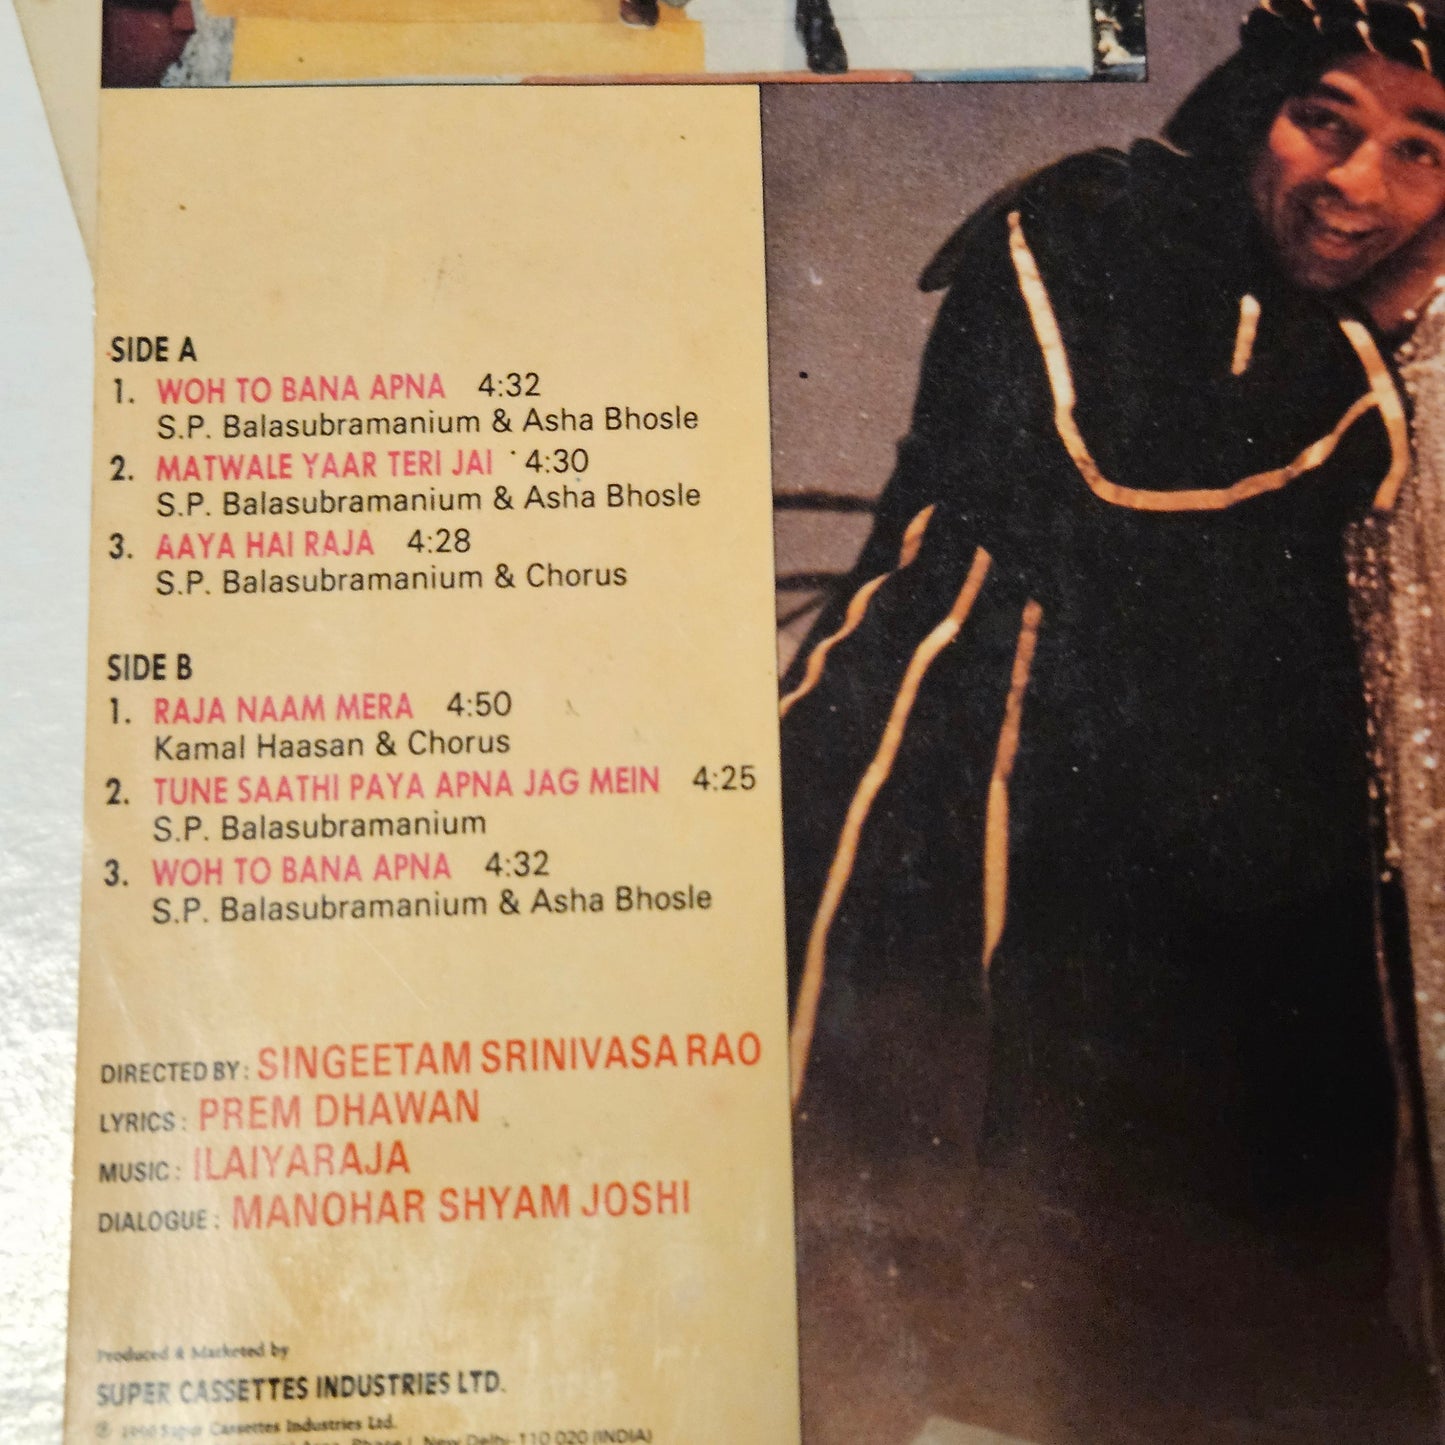 SIDE A
1. WOH TO BANA APNA 4:32
S.P. Balasubramanium & Asha Bhosle
2. MATWALE YAAR TERI JAI 4:30
S.P. Balasubramanium & Asha Bhosle
3. AAYA HAI RAJA 4:28
S.P. Balasubramanium & Chorus
SIDE B
1. RAJA NAAM MERA 4:50
Kamal Haasan & Chorus
2. TUNE SAATHI PAYA APNA JAG MEIN 4:25
S.P. Balasubramanium
3. WOH TO BANA APNA 4:32
S.P. Balasubramanium & Asha Bhosle
DIRECTED BY: SINGEETAM SRINIVASA RAO
LYRICS: PREM DHAWAN
MUSIC: ILAIYARAJA
DIALOGUE: MANOHAR SHYAM JOSHI
Produced & Marketed by
SUPER CASSETTES INDUSTRIES LTD.
℗ 1990 Super Cassettes Industries Ltd.
Area, Phase I, New Delhi-110 020 (INDIA)